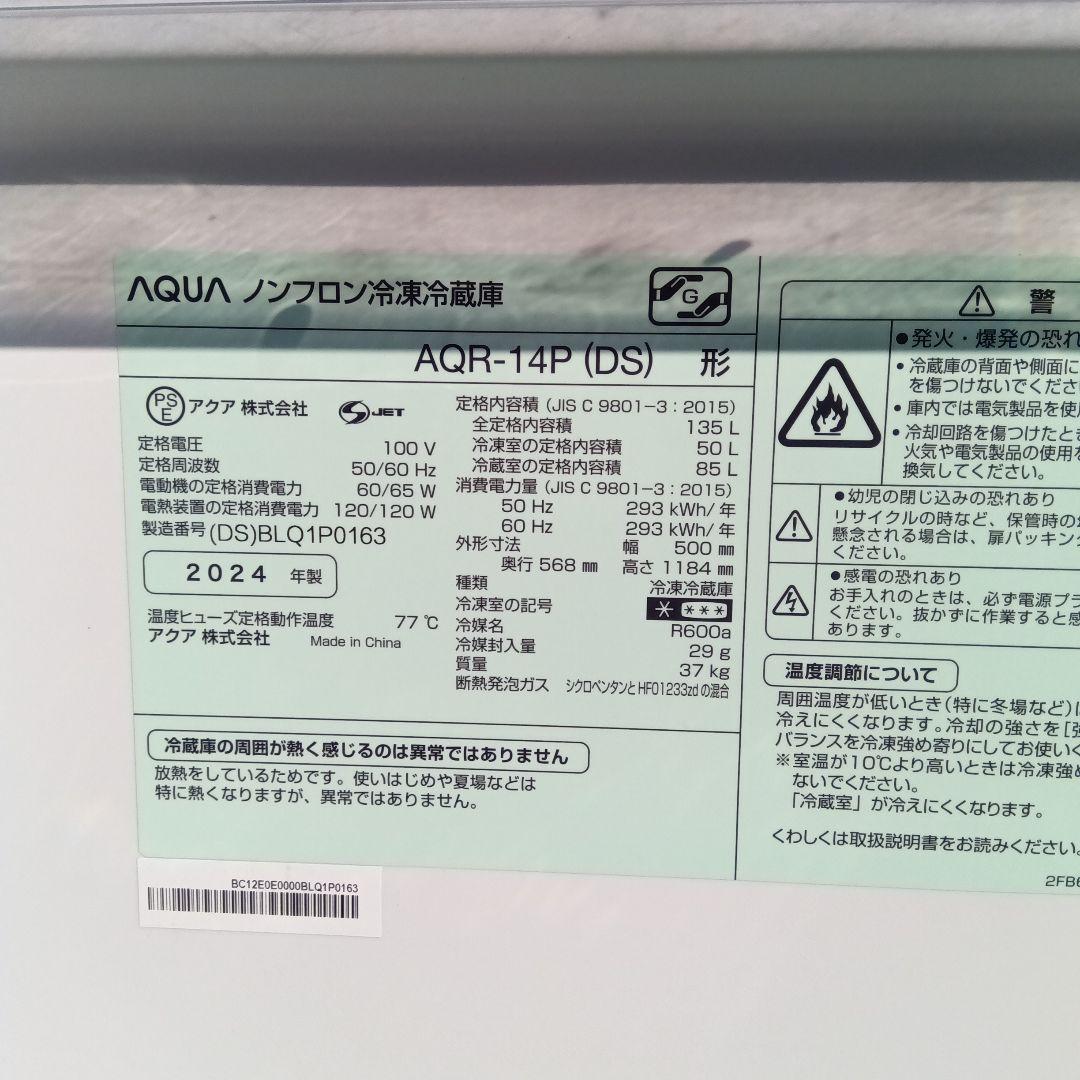 AQUA ノンフロン冷凍冷蔵庫
G
AQR-14P (DS) 形
PS
E
アクア 株式会社
S JET
定格電圧 100 V
定格周波数 50/60 Hz
電動機の定格消費電力 60/65 W
電熱装置の定格消費電力 120/120 W
製造番号 (DS)BLQ1P0163
2024 年製
温度ヒューズ定格動作温度 77 ℃
アクア 株式会社 Made in China
定格内容積 (JIS C 9801-3 : 2015)
全定格内容積 135 L
冷凍室の定格内容積 50 L
冷蔵室の定格内容積 85 L
消費電力量 (JIS C 9801-3 : 2015)
50 Hz 293 kWh/ 年
60 Hz 293 kWh/ 年
外形寸法 幅 500 ㎜
奥行 568 ㎜ 高さ 1184 ㎜
種類 冷凍冷蔵庫
冷凍室の記号 * ***
冷媒名 R600a
冷媒封入量 29 g
質量 37 kg
断熱発泡ガス シクロペンタンとHFO1233zdの混合
冷蔵庫の周囲が熱く感じるのは異常ではありません
放熱をしているためです。使いはじめや夏場などは
特に熱くなりますが、異常ではありません。
BC12E0E0000BLQ1P0163
警
●発火・爆発の恐れ
・冷蔵庫の背面や側面に
を傷つけないでくださ
・庫内では電気製品を使
・冷却回路を傷つけたとき
火気や電気製品の使用を
換気してください。
●幼児の閉じ込みの恐れあり
リサイクルの時など、保管時の
懸念される場合は、扉パッキン
ください。
●感電の恐れあり
お手入れのときは、必ず電源プラ
ください。抜かずに作業すると感
あります。
温度調節について
周囲温度が低いとき(特に冬場など)は
冷えにくくなります。冷却の強さを[強
バランスを冷凍強め寄りにしてお使いく
※室温が10℃より高いときは冷凍強め
ないでください。
「冷蔵室」が冷えにくくなります。
くわしくは取扱説明書をお読みください。
2FB6